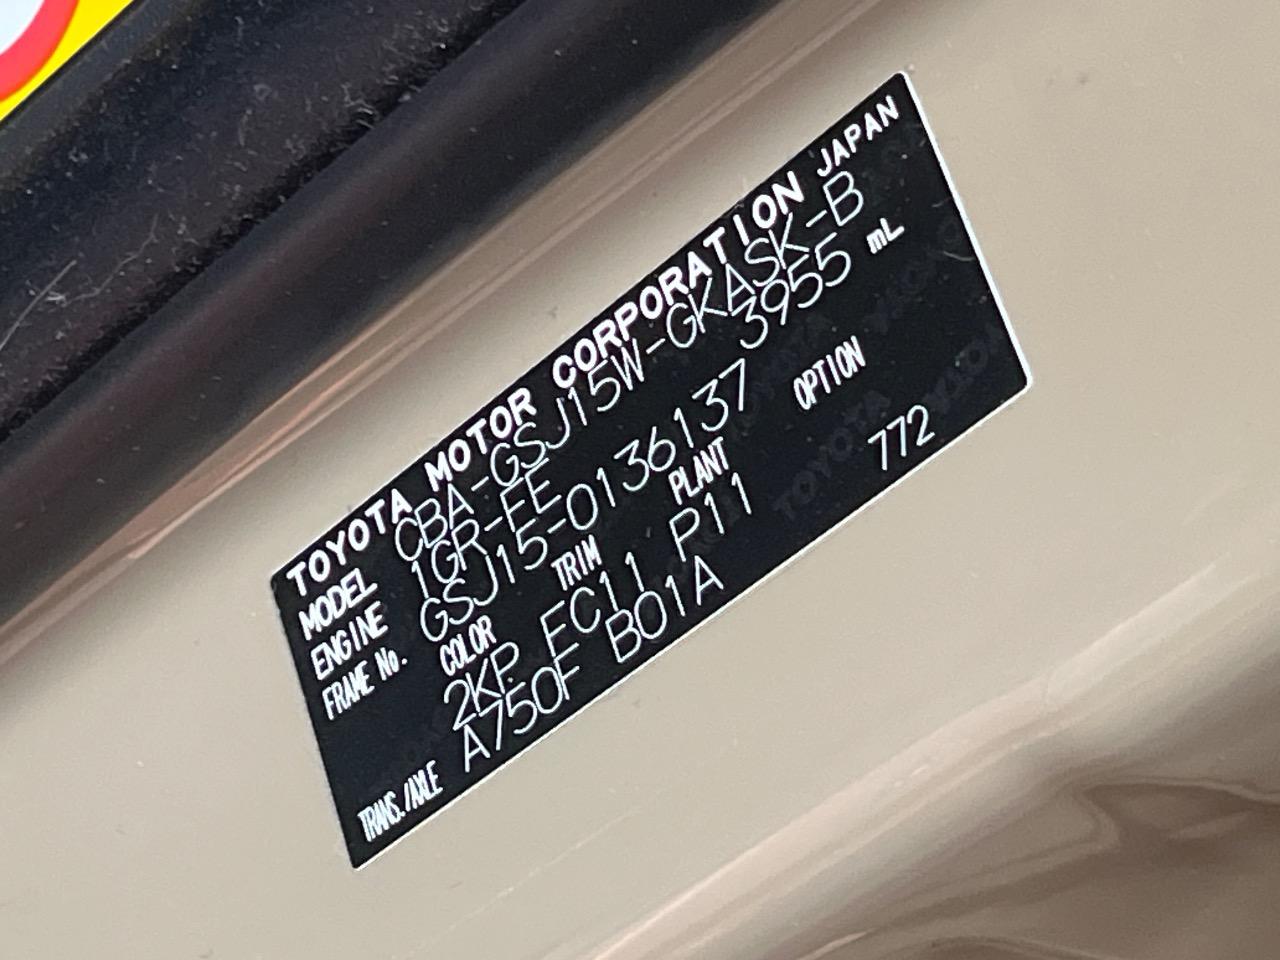 TOYOTA MOTOR CORPORATION JAPAN
MODEL CBA-GSJ15W-GKASK-B
ENGINE 1GR-FE 3955 mL
FRAME No. GSJ15-0136137
COLOR TRIM PLANT OPTION
2KP FC11 P11
TRANS./AXLE A750F B01A 772